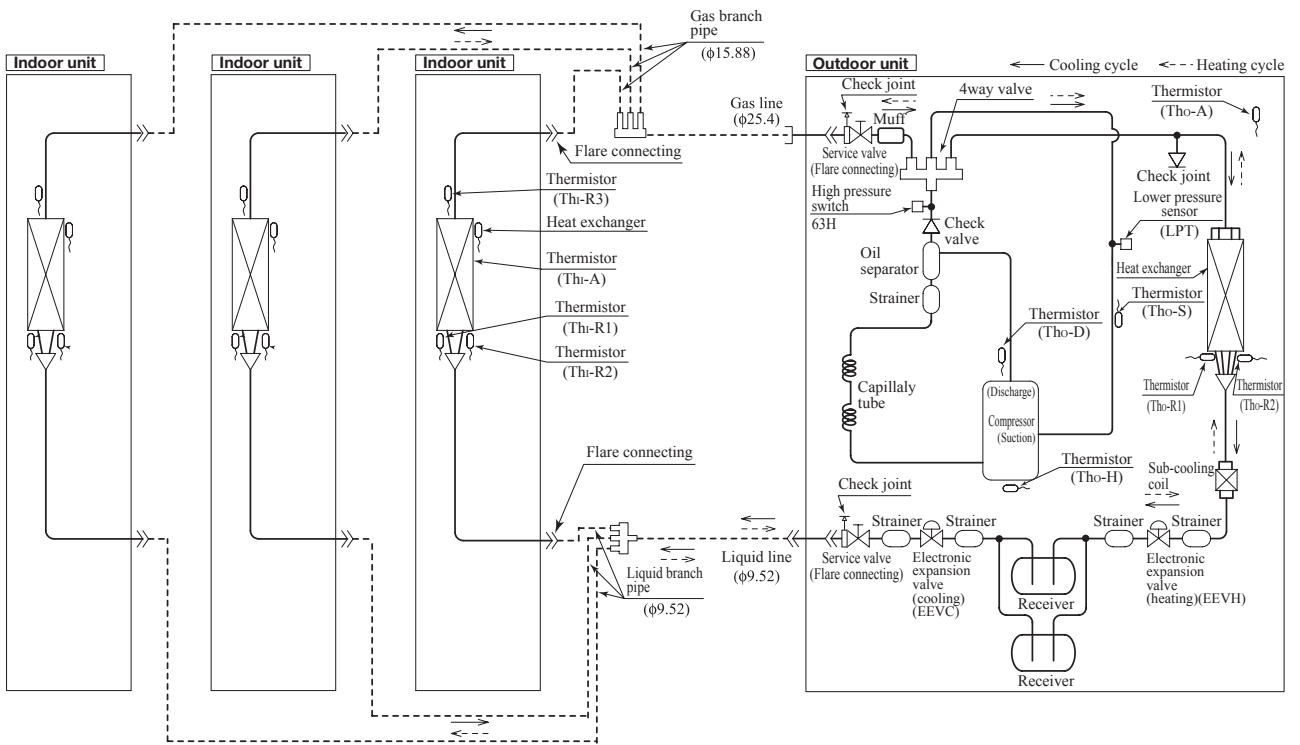 Gas branch
pipe
(ϕ15.88)
Indoor unit
Indoor unit
Indoor unit
Gas line
(ϕ25.4)
Flare connecting
Thermistor
(THI-R3)
Heat exchanger
Thermistor
(THI-A)
Thermistor
(THI-R1)
Thermistor
(THI-R2)
Flare connecting
Liquid branch
pipe
(ϕ9.52)
Liquid line
(ϕ9.52)
Outdoor unit
Cooling cycle
Heating cycle
Check joint
4way valve
Thermistor
(THO-A)
Muff
Service valve
(Flare connecting)
Check joint
High pressure
switch
63H
Check
valve
Lower pressure
sensor
(LPT)
Oil
separator
Heat exchanger
Strainer
Thermistor
(THO-S)
Thermistor
(THO-D)
Capillaly
tube
(Discharge)
Compressor
(Suction)
Thermistor
(THO-R1)
Thermistor
(THO-R2)
Thermistor
(THO-H)
Sub-cooling
coil
Check joint
Strainer
Strainer
Strainer
Strainer
Service valve
(Flare connecting)
Electronic
expansion
valve
(cooling)
(EEVC)
Electronic
expansion
valve
(heating)(EEVH)
Receiver
Receiver